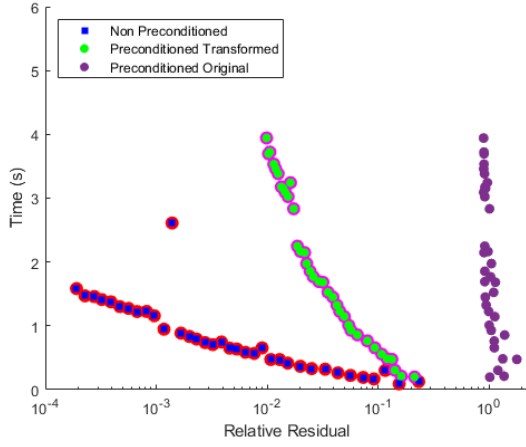 Non Preconditioned
Preconditioned Transformed
Preconditioned Original
6
5
4
3
2
1
0
Time (s)
10^-4
10^-3
10^-2
10^-1
10^0
Relative Residual